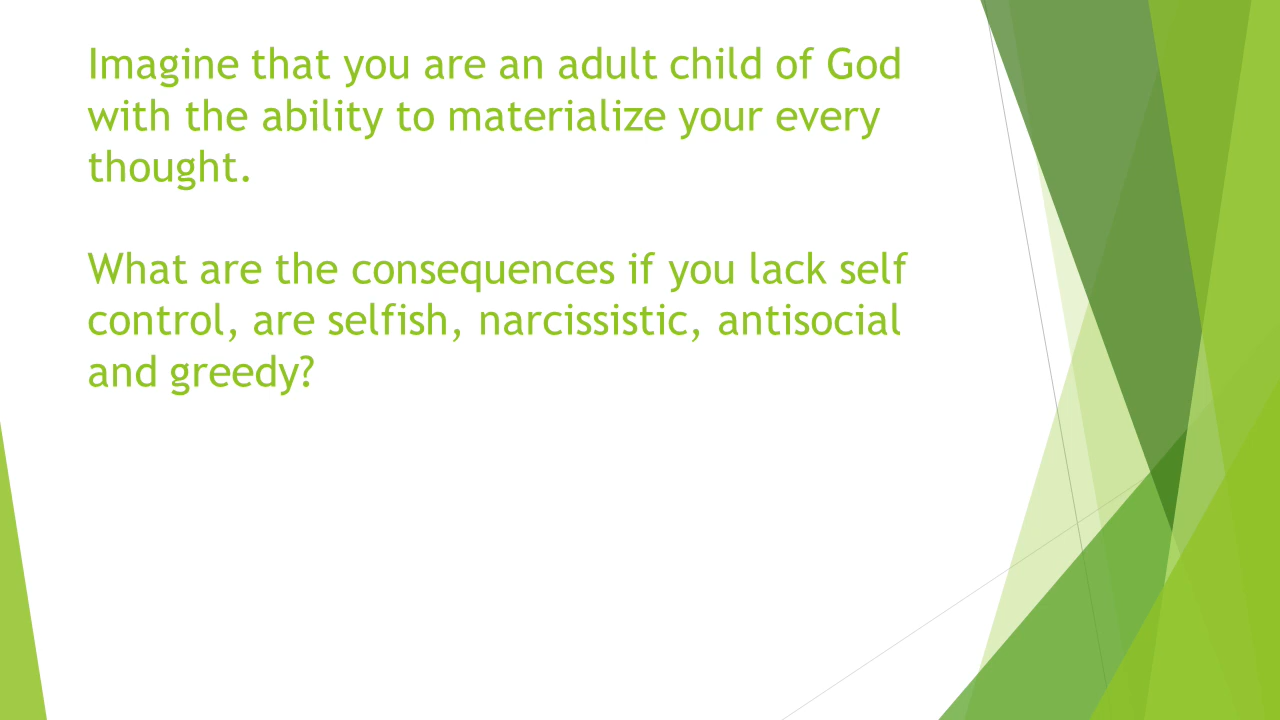 Imagine that you are an adult child of God
with the ability to materialize your every
thought.
What are the consequences if you lack self
control, are selfish, narcissistic, antisocial
and greedy?